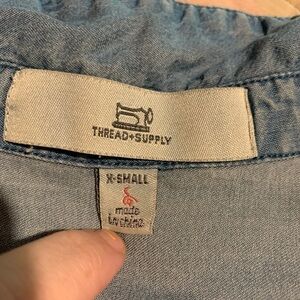 THREAD+SUPPLY
X-SMALL
made
in china